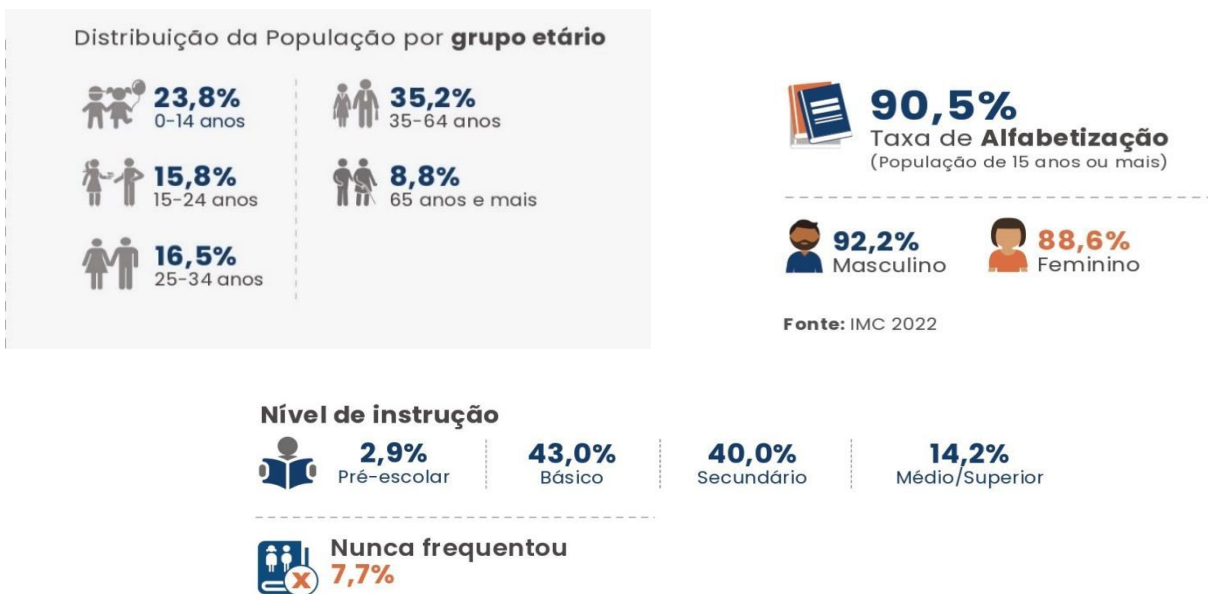 Distribuição da População por grupo etário
23,8%
0-14 anos
15,8%
15-24 anos
16,5%
25-34 anos
35,2%
35-64 anos
8,8%
65 anos e mais
90,5%
Taxa de Alfabetização
(População de 15 anos ou mais)
92,2%
Masculino
88,6%
Feminino
Fonte: IMC 2022
Nível de instrução
2,9%
Pré-escolar
43,0%
Básico
40,0%
Secundário
14,2%
Médio/Superior
Nunca frequentou
X
7,7%